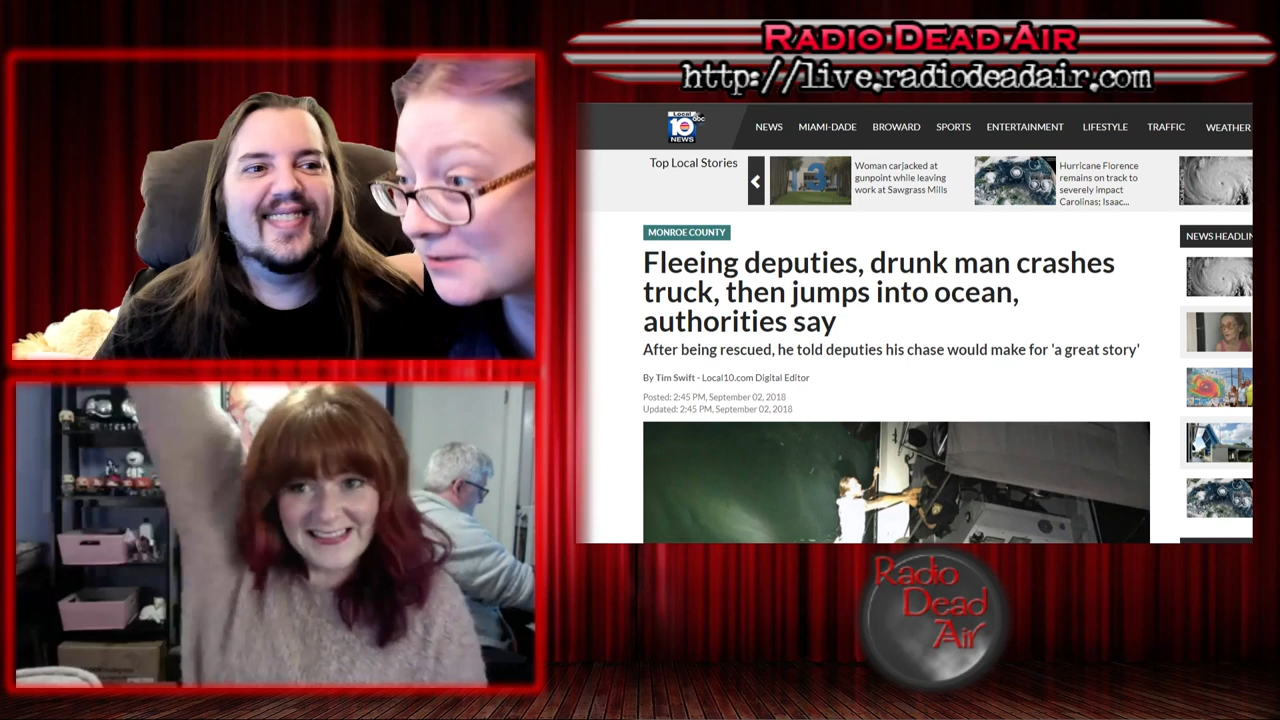 Radio Dead Air
http://live.radiodeadair.com
Local
10 abc
NEWS
NEWS MIAMI-DADE BROWARD SPORTS ENTERTAINMENT LIFESTYLE TRAFFIC WEATHER
Top Local Stories
Woman carjacked at
gunpoint while leaving
work at Sawgrass Mills
Hurricane Florence
remains on track to
severely impact
Carolinas; Isaac...
MONROE COUNTY
Fleeing deputies, drunk man crashes
truck, then jumps into ocean,
authorities say
After being rescued, he told deputies his chase would make for 'a great story'
By Tim Swift - Local10.com Digital Editor
Posted: 2:45 PM, September 02, 2018
Updated: 2:45 PM, September 02, 2018
NEWS HEADLIN
Radio
Dead
Air